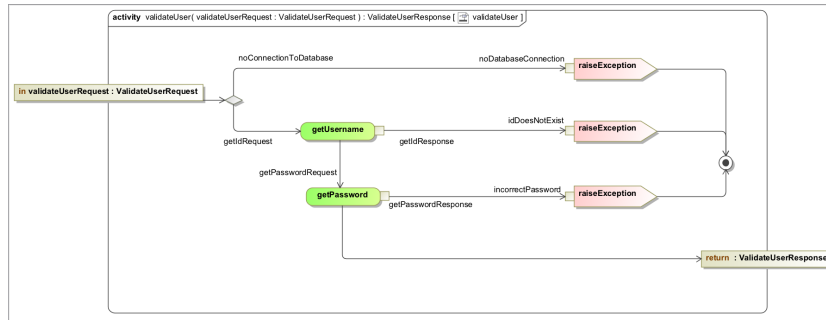 activity validateUser( validateUserRequest : ValidateUserRequest ) : ValidateUserResponse [ validateUser ]
noConnectionToDatabase
noDatabaseConnection
raiseException
in validateUserRequest : ValidateUserRequest
getUsername
idDoesNotExist
raiseException
getIdRequest
getIdResponse
getPasswordRequest
getPassword
incorrectPassword
raiseException
getPasswordResponse
return : ValidateUserResponse